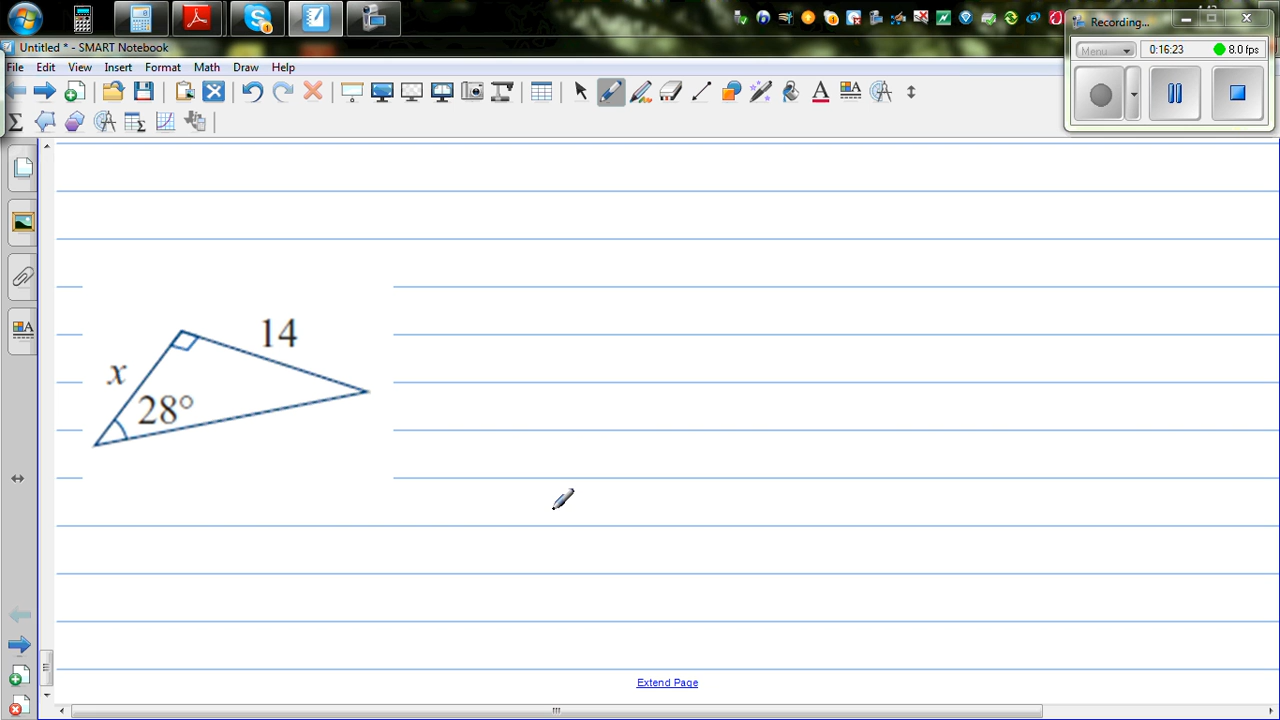 Untitled * - SMART Notebook
Recording...
Menu
0:16:23
8.0 fps
File Edit View Insert Format Math Draw Help
14
x
28°
Extend Page